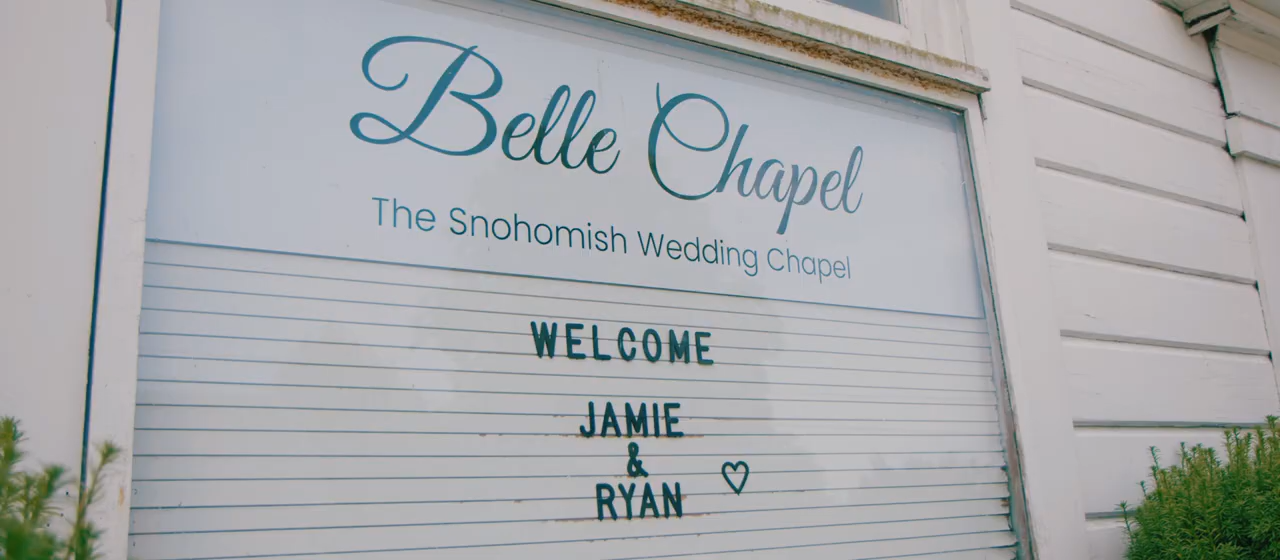 Belle Chapel
The Snohomish Wedding Chapel
WELCOME
JAMIE
&
RYAN ♡